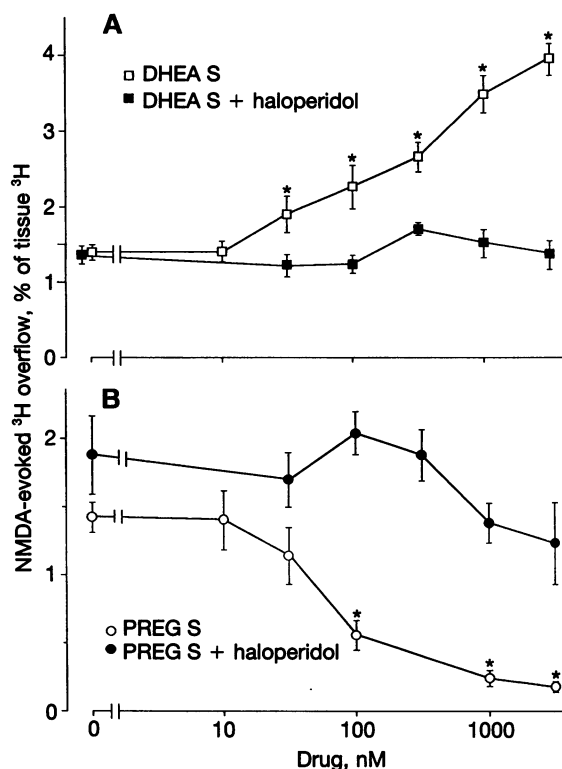 A
DHEA S
DHEA S + haloperidol
4
3
2
1
0
* * * * *
NMDA-evoked ³H overflow, % of tissue ³H
B
2
1
0
PREG S
PREG S + haloperidol
* * *
0 10 100 1000
Drug, nM